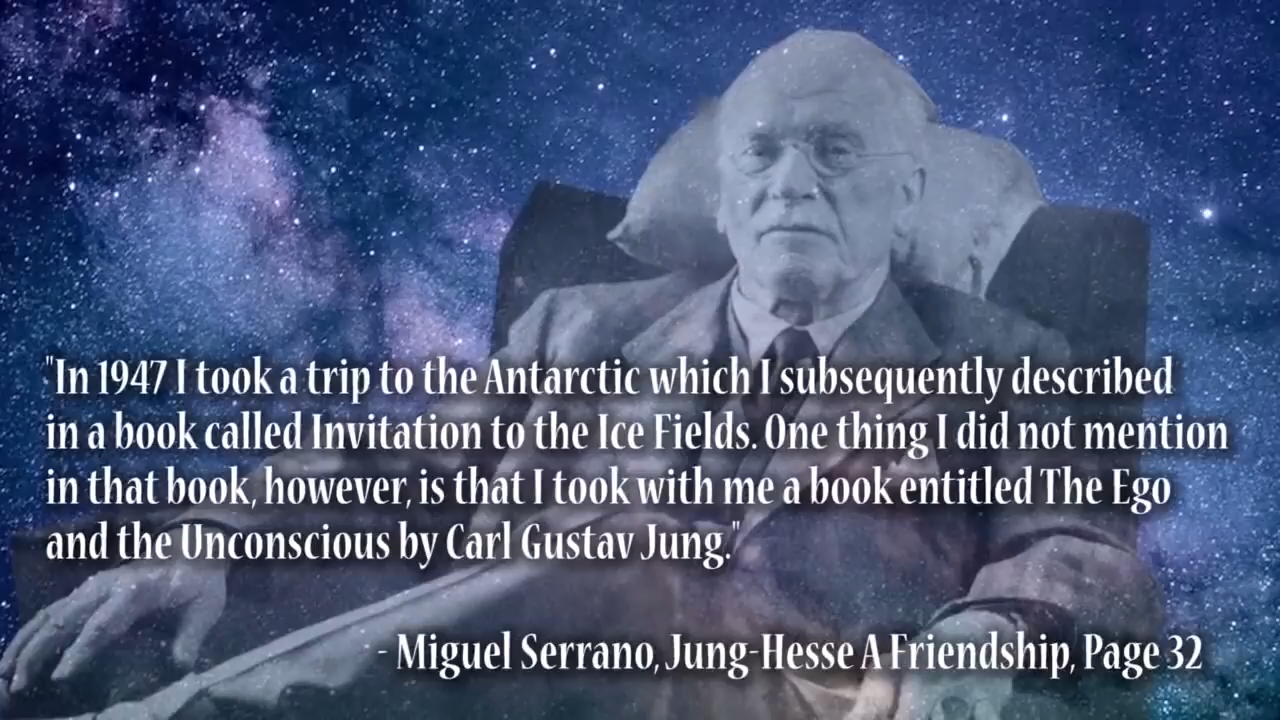 "In 1947 I took a trip to the Antarctic which I subsequently described
in a book called Invitation to the Ice Fields. One thing I did not mention
in that book, however, is that I took with me a book entitled The Ego
and the Unconscious by Carl Gustav Jung."
- Miguel Serrano, Jung-Hesse A Friendship, Page 32